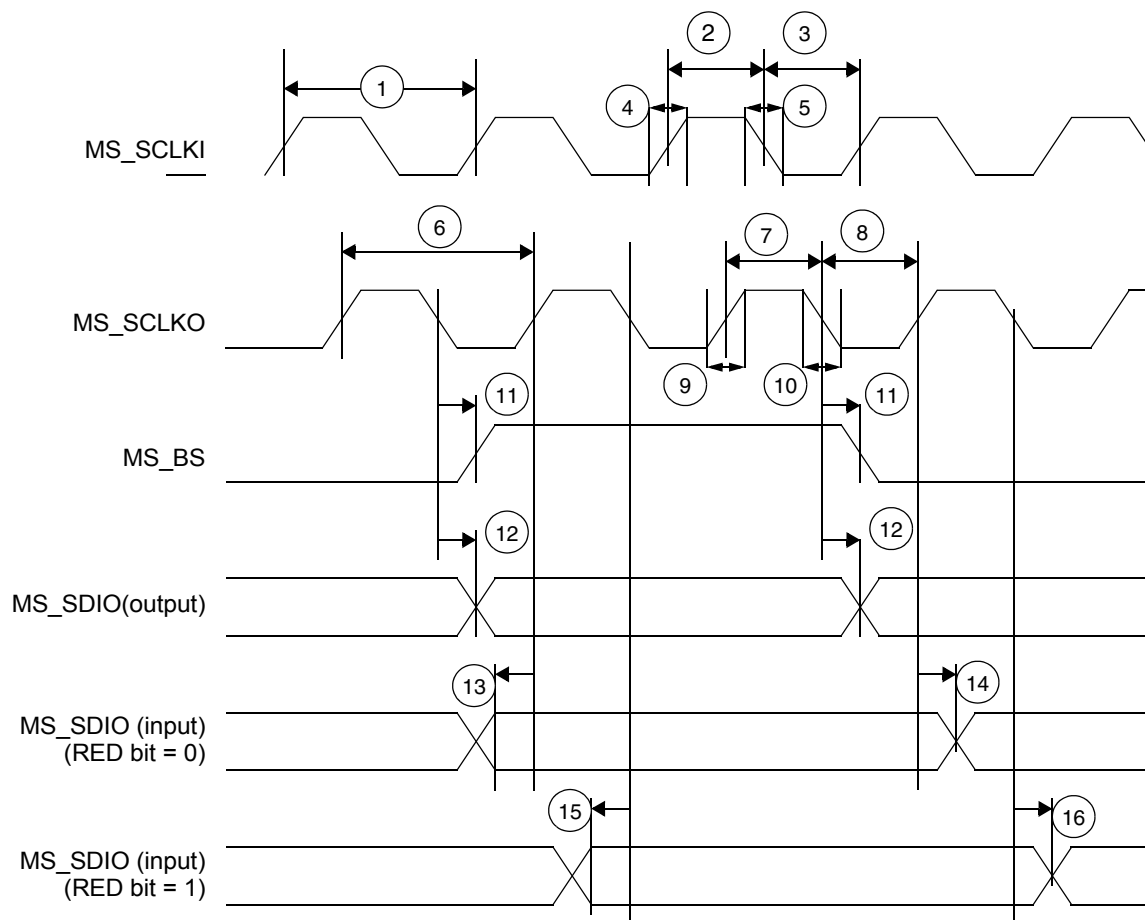 2
3
1
4
5
MS_SCLKI
6
7
8
MS_SCLKO
9
10
11
11
MS_BS
12
12
MS_SDIO(output)
13
14
MS_SDIO (input)
(RED bit = 0)
15
16
MS_SDIO (input)
(RED bit = 1)